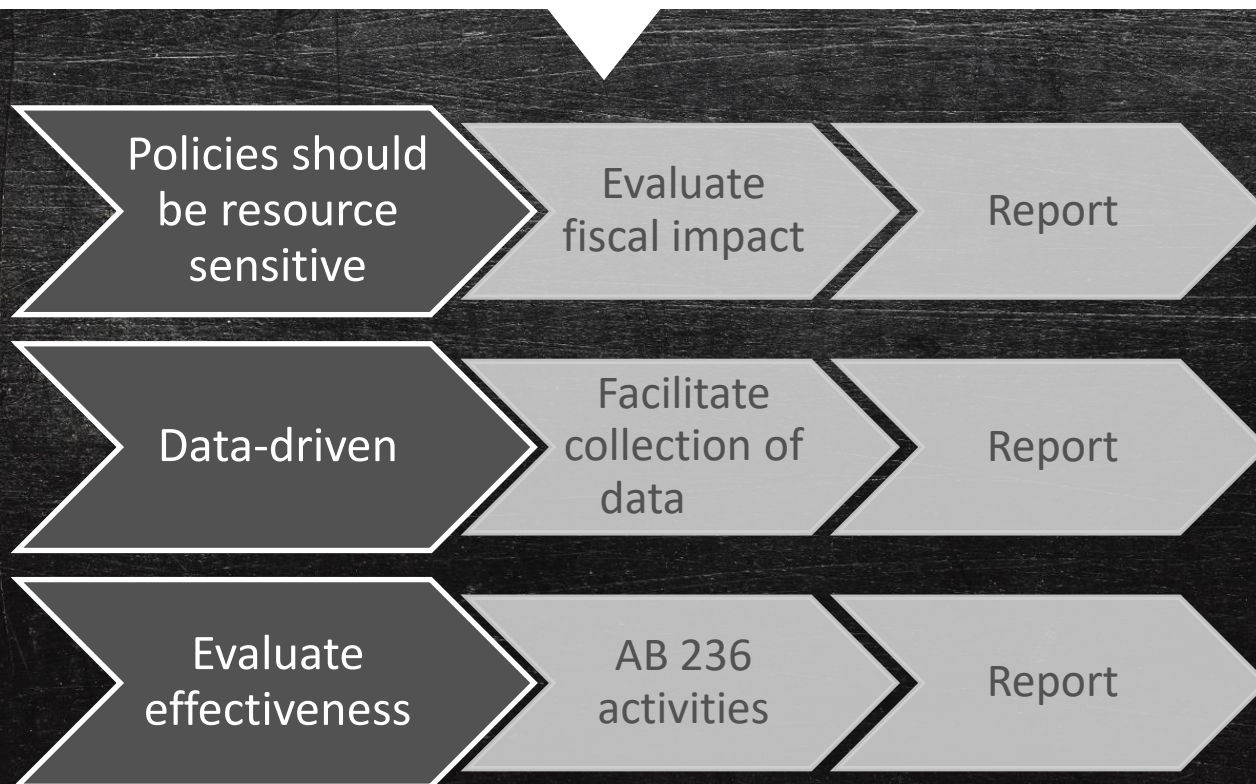 Policies should
be resource
sensitive
Evaluate
fiscal impact
Report
Data-driven
Facilitate
collection of
data
Report
Evaluate
effectiveness
AB 236
activities
Report